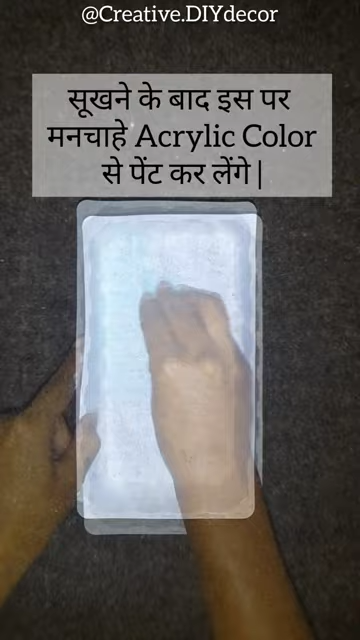 @Creative.DIYdecor
सूखने के बाद इस पर
मनचाहे Acrylic Color
से पेंट कर लेंगे |